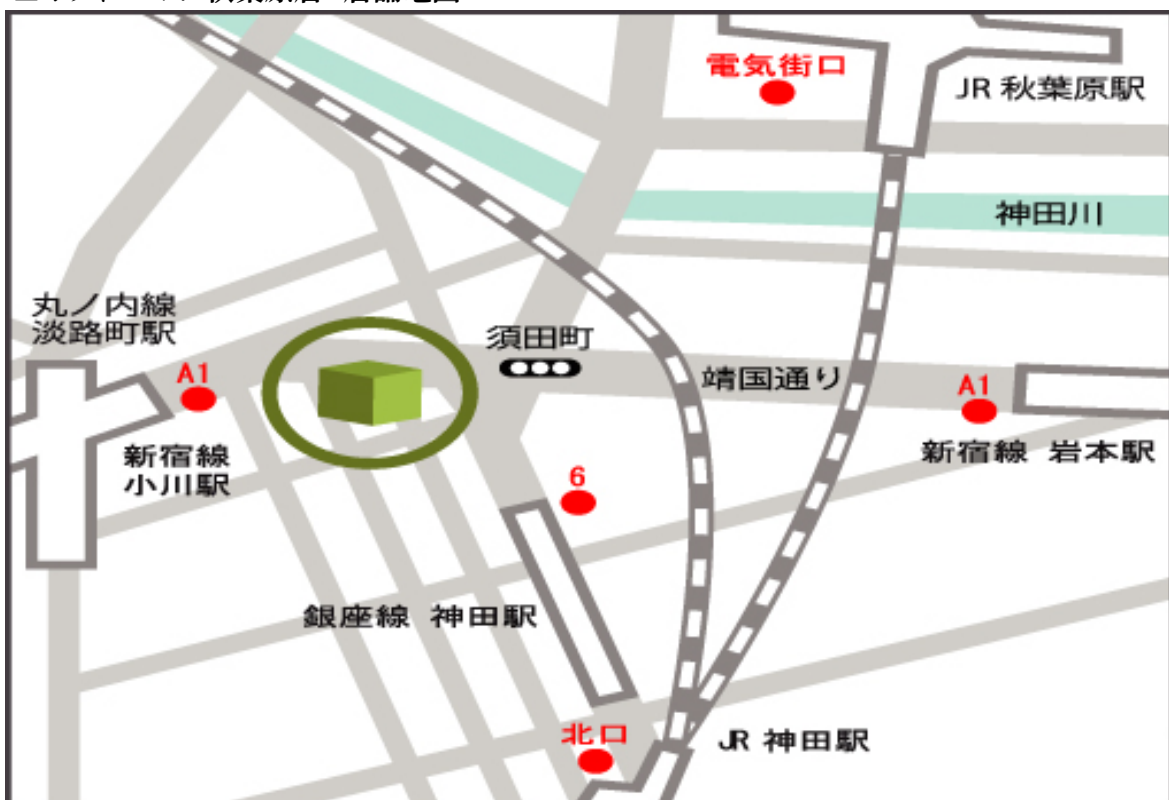 電気街口
JR 秋葉原駅
神田川
丸ノ内線
淡路町駅
須田町
A1
靖国通り
A1
新宿線
小川駅
新宿線 岩本駅
6
銀座線 神田駅
北口
JR 神田駅